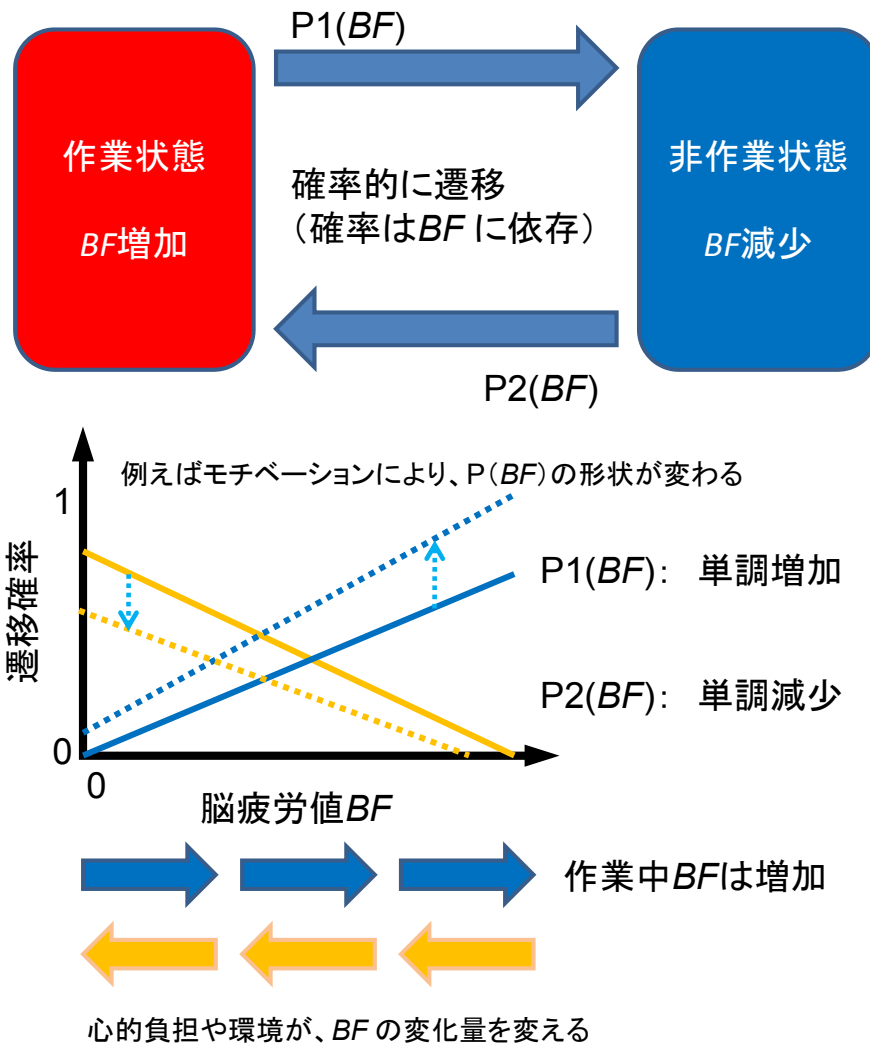 P1(BF)
作業状態
BF増加
確率的に遷移
（確率はBF に依存）
非作業状態
BF減少
P2(BF)
例えばモチベーションにより、P(BF)の形状が変わる
1
遷移確率
P1(BF)： 単調増加
P2(BF)： 単調減少
0
0
脳疲労値BF
作業中BFは増加
心的負担や環境が、BF の変化量を変える